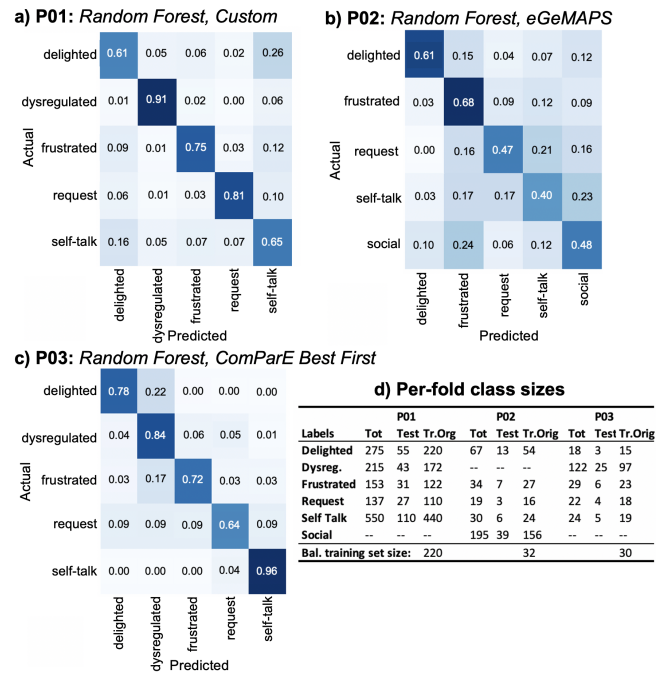 a) P01: Random Forest, Custom
Actual
delighted 0.61 0.05 0.06 0.02 0.26
dysregulated 0.01 0.91 0.02 0.00 0.06
frustrated 0.09 0.01 0.75 0.03 0.12
request 0.06 0.01 0.03 0.81 0.10
self-talk 0.16 0.05 0.07 0.07 0.65
delighted dysregulated frustrated request self-talk
Predicted
b) P02: Random Forest, eGeMAPS
Actual
delighted 0.61 0.15 0.04 0.07 0.12
frustrated 0.03 0.68 0.09 0.12 0.09
request 0.00 0.16 0.47 0.21 0.16
self-talk 0.03 0.17 0.17 0.40 0.23
social 0.10 0.24 0.06 0.12 0.48
delighted frustrated request self-talk social
Predicted
c) P03: Random Forest, ComParE Best First
Actual
delighted 0.78 0.22 0.00 0.00 0.00
dysregulated 0.04 0.84 0.06 0.05 0.01
frustrated 0.03 0.17 0.72 0.03 0.03
request 0.09 0.09 0.09 0.64 0.09
self-talk 0.00 0.00 0.00 0.04 0.96
delighted dysregulated frustrated request self-talk
Predicted
d) Per-fold class sizes
P01 P02 P03
Labels Tot Test Tr.Org Tot Test Tr.Orig Tot Test Tr.Orig
Delighted 275 55 220 67 13 54 18 3 15
Dysreg. 215 43 172 -- -- -- 122 25 97
Frustrated 153 31 122 34 7 27 29 6 23
Request 137 27 110 19 3 16 22 4 18
Self Talk 550 110 440 30 6 24 24 5 19
Social -- -- -- 195 39 156 -- -- --
Bal. training set size: 220 32 30